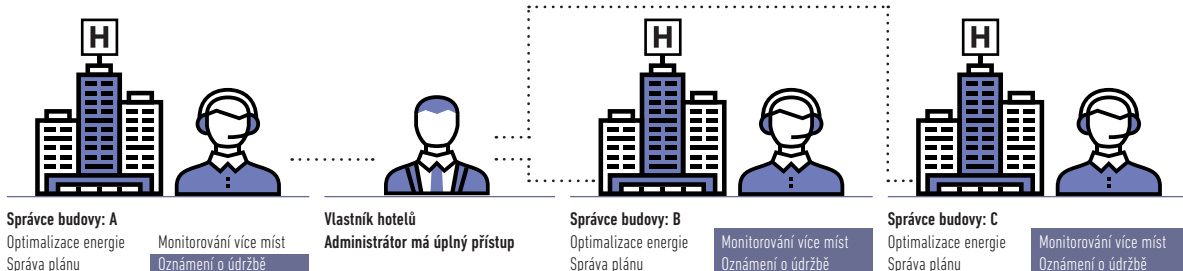 H
H
H
Správce budovy: A
Optimalizace energie
Správa plánu
Monitorování více míst
Oznámení o údržbě
Vlastník hotelů
Administrátor má úplný přístup
Správce budovy: B
Optimalizace energie
Správa plánu
Monitorování více míst
Oznámení o údržbě
Správce budovy: C
Optimalizace energie
Správa plánu
Monitorování více míst
Oznámení o údržbě